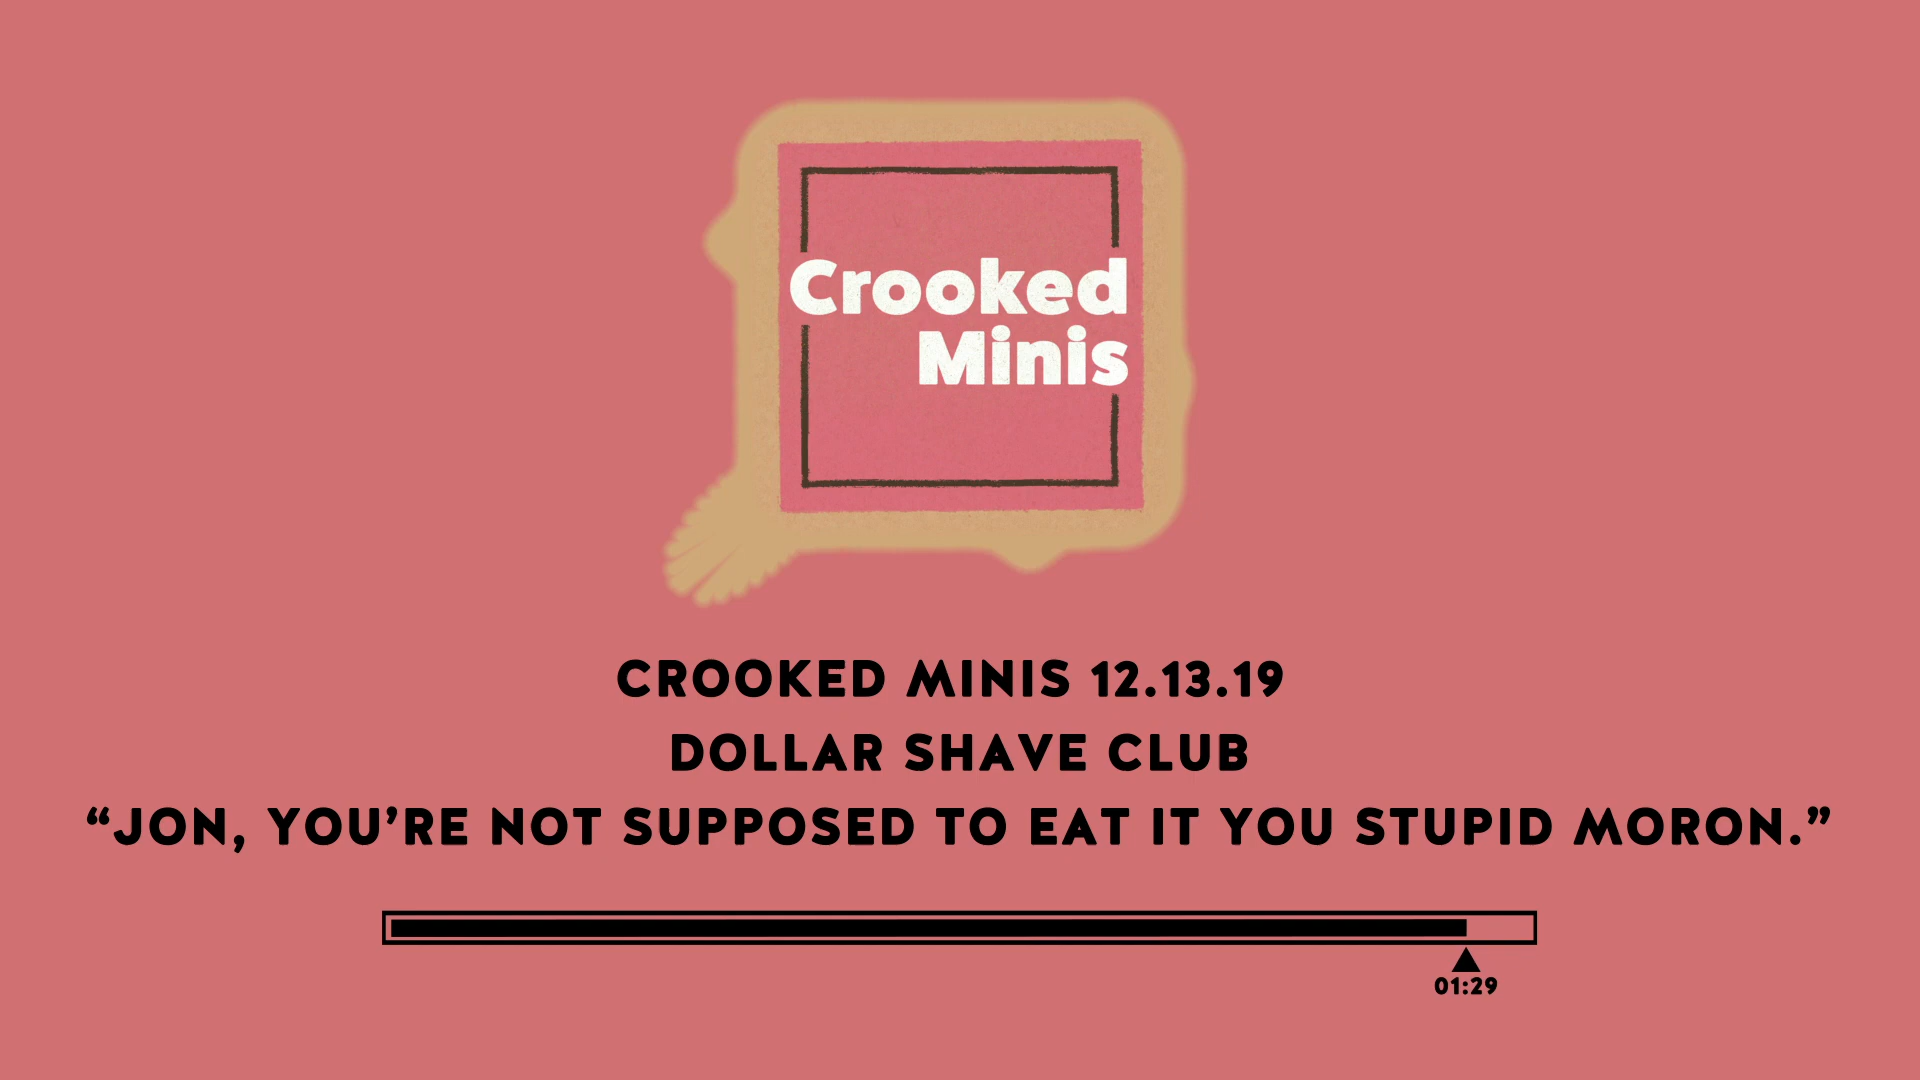 Crooked
Minis
CROOKED MINIS 12.13.19
DOLLAR SHAVE CLUB
“JON, YOU’RE NOT SUPPOSED TO EAT IT YOU STUPID MORON.”
01:29